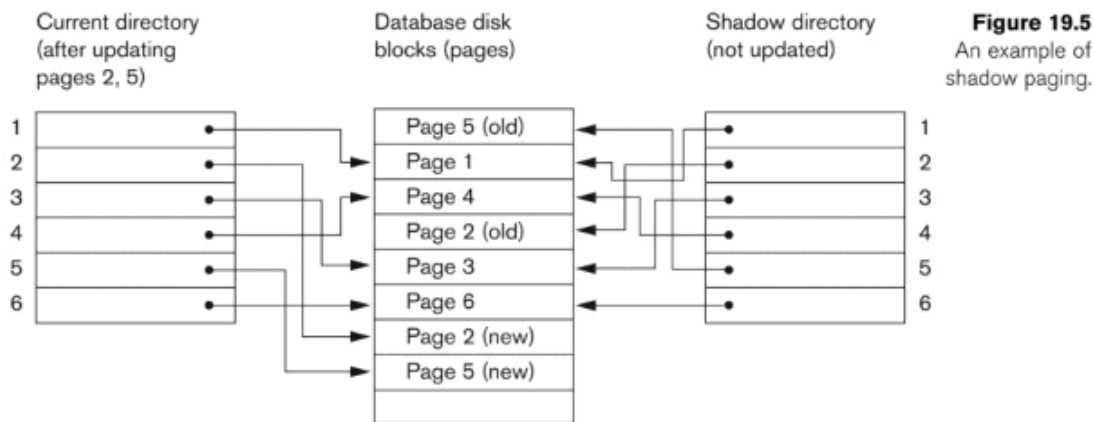 Current directory
(after updating
pages 2, 5)
Database disk
blocks (pages)
Shadow directory
(not updated)
Figure 19.5
An example of
shadow paging.
1
2
3
4
5
6
Page 5 (old)
Page 1
Page 4
Page 2 (old)
Page 3
Page 6
Page 2 (new)
Page 5 (new)
1
2
3
4
5
6